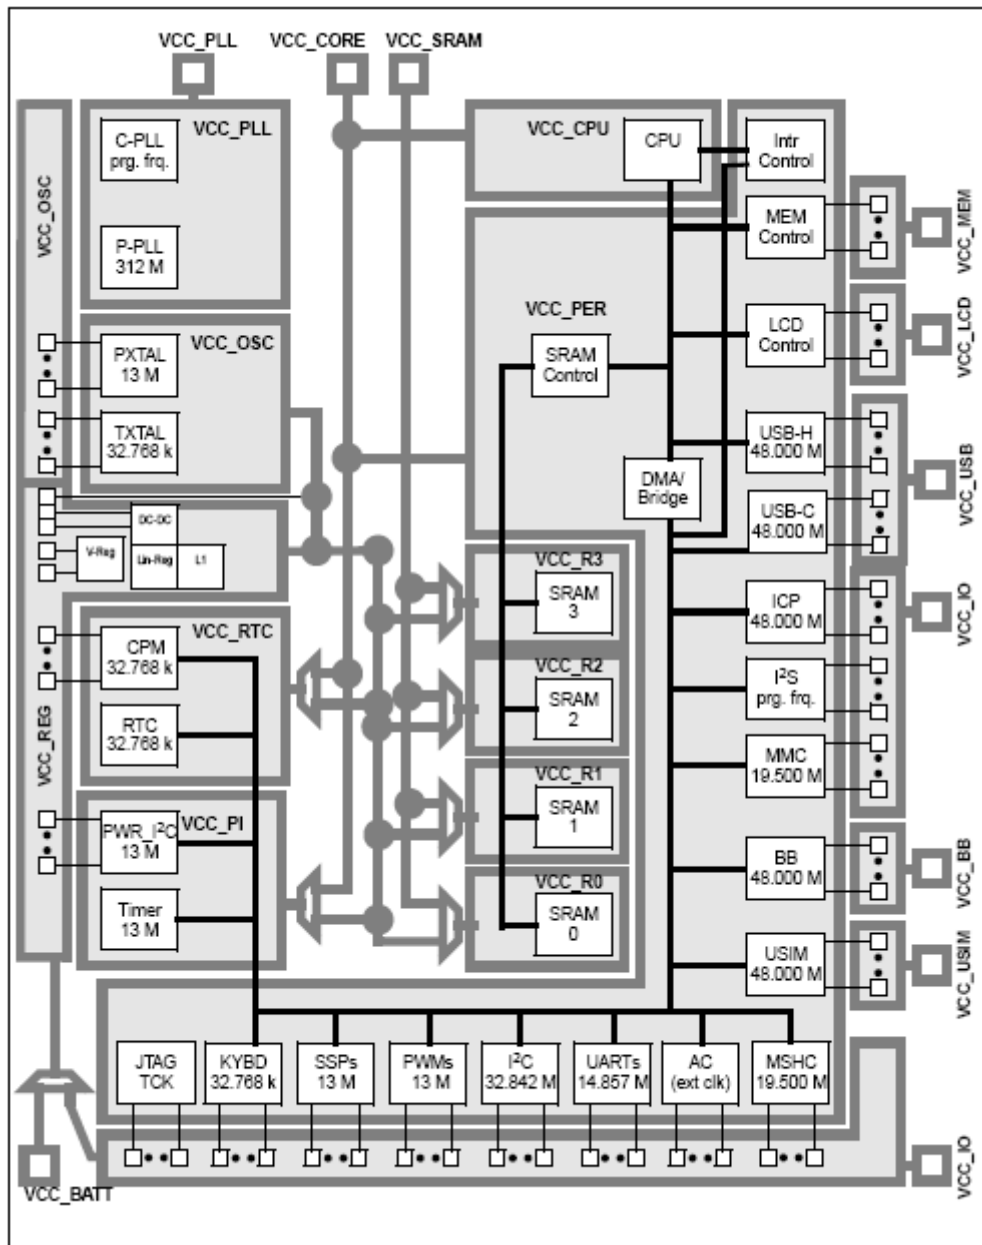 VCC_PLL
VCC_CORE
VCC_SRAM
VCC_OSC
VCC_PLL
C-PLL
prg. frq.
P-PLL
312 M
VCC_CPU
CPU
Intr
Control
MEM
Control
VCC_MEM
VCC_OSC
PXTAL
13 M
TXTAL
32.768 k
VCC_PER
SRAM
Control
LCD
Control
VCC_LCD
DMA/
Bridge
USB-H
48.000 M
USB-C
48.000 M
VCC_USB
DC-DC
V-Reg
Lin-Reg
L1
VCC_REG
VCC_RTC
CPM
32.768 k
RTC
32.768 k
VCC_R3
SRAM
3
VCC_R2
SRAM
2
VCC_R1
SRAM
1
VCC_R0
SRAM
0
ICP
48.000 M
VCC_IO
I²S
prg. frq.
MMC
19.500 M
VCC_PI
PWR_I²C
13 M
Timer
13 M
BB
48.000 M
VCC_BB
USIM
48.000 M
VCC_USIM
JTAG
TCK
KYBD
32.768 k
SSPs
13 M
PWMs
13 M
I²C
32.842 M
UARTs
14.857 M
AC
(ext clk)
MSHC
19.500 M
VCC_BATT
VCC_IO